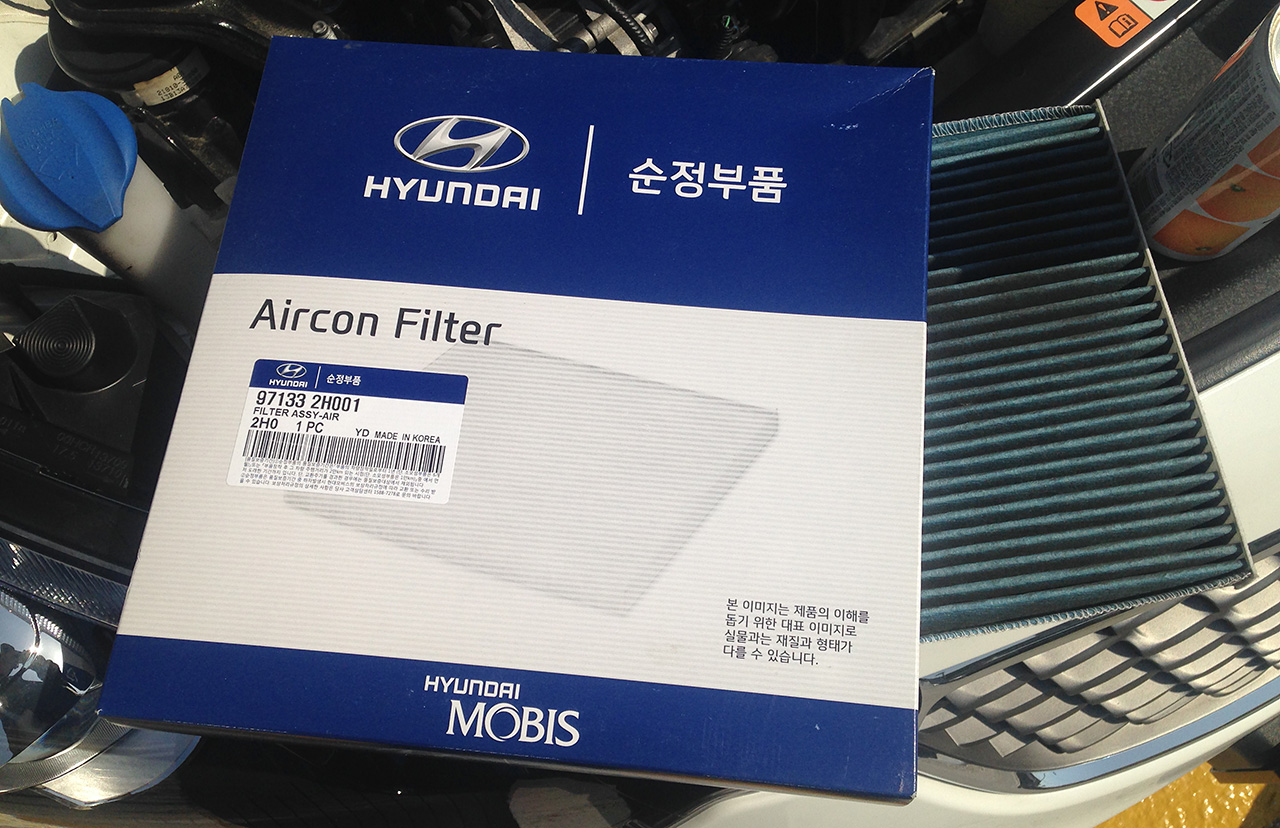 HYUNDAI
순정부품
Aircon Filter
HYUNDAI 순정부품
97133 2H001
FILTER ASSY-AIR
2H0 1 PC YD MADE IN KOREA
본 이미지는 제품의 이해를
돕기 위한 대표 이미지로
실물과는 재질과 형태가
다를 수 있습니다.
HYUNDAI
MOBIS